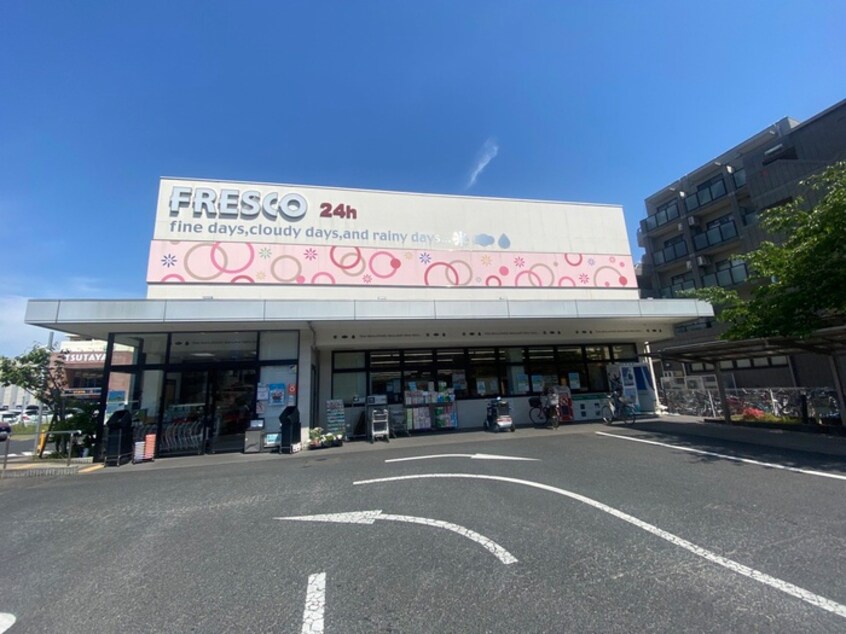 FRESCO 24h
fine days,cloudy days,and rainy days...
TSUTAYA